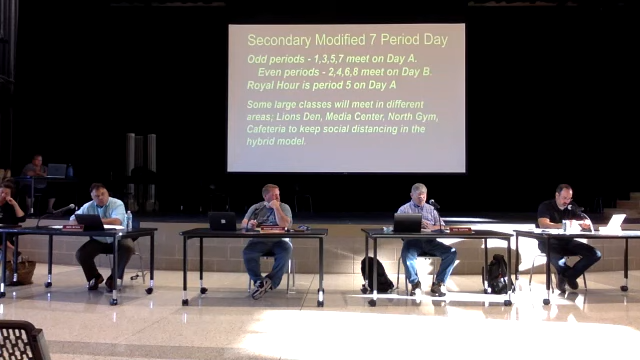 Secondary Modified 7 Period Day
Odd periods - 1,3,5,7 meet on Day A.
Even periods - 2,4,6,8 meet on Day B.
Royal Hour is period 5 on Day A
Some large classes will meet in different
areas; Lions Den, Media Center, North Gym,
Cafeteria to keep social distancing in the
hybrid model.